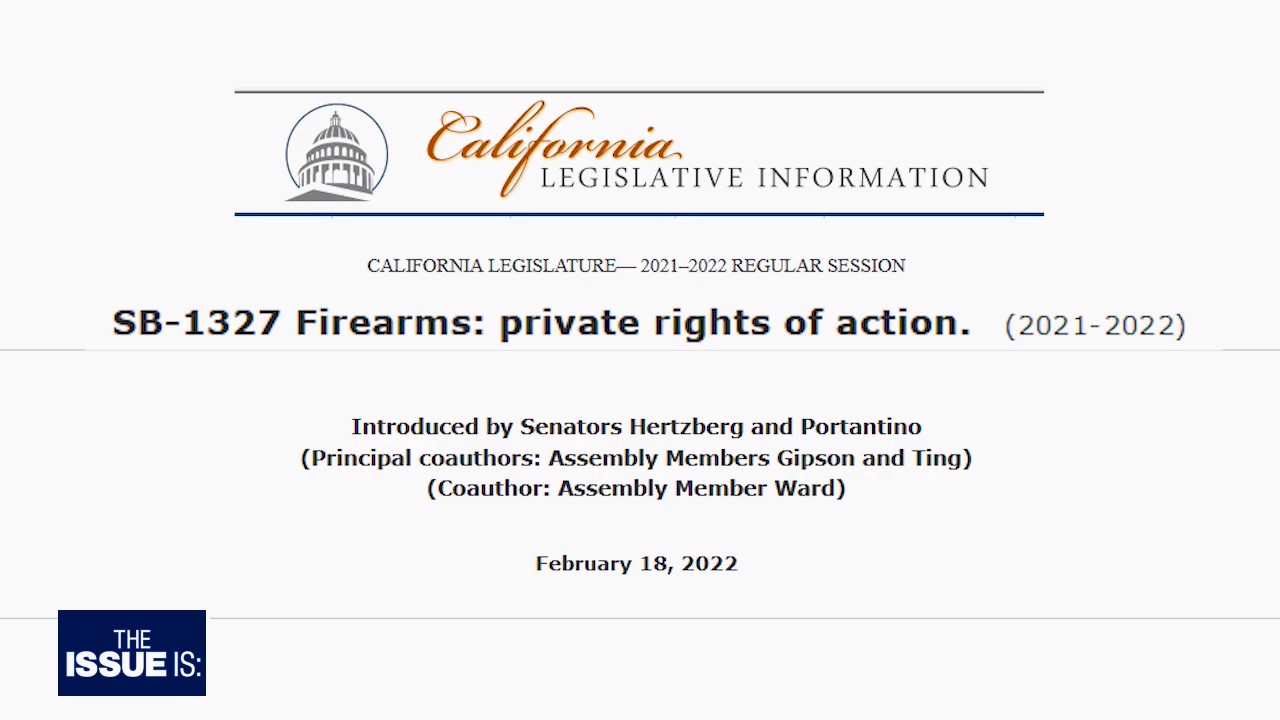 California
LEGISLATIVE INFORMATION
CALIFORNIA LEGISLATURE— 2021–2022 REGULAR SESSION
SB-1327 Firearms: private rights of action. (2021-2022)
Introduced by Senators Hertzberg and Portantino
(Principal coauthors: Assembly Members Gipson and Ting)
(Coauthor: Assembly Member Ward)
February 18, 2022
THE
ISSUE IS: